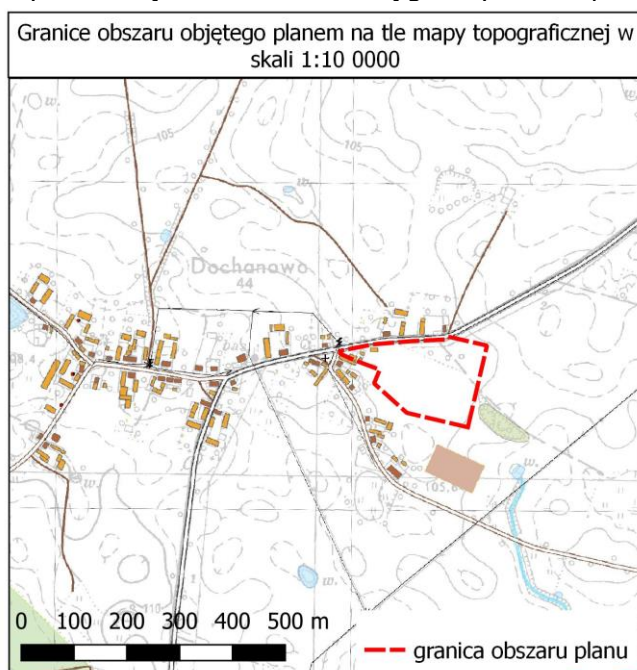 Granice obszaru objętego planem na tle mapy topograficznej w
skali 1:10 0000
w.
105
w.
w.
Dochanowo
44
w.
105,6
w.
w.
110
0 100 200 300 400 500 m
granica obszaru planu